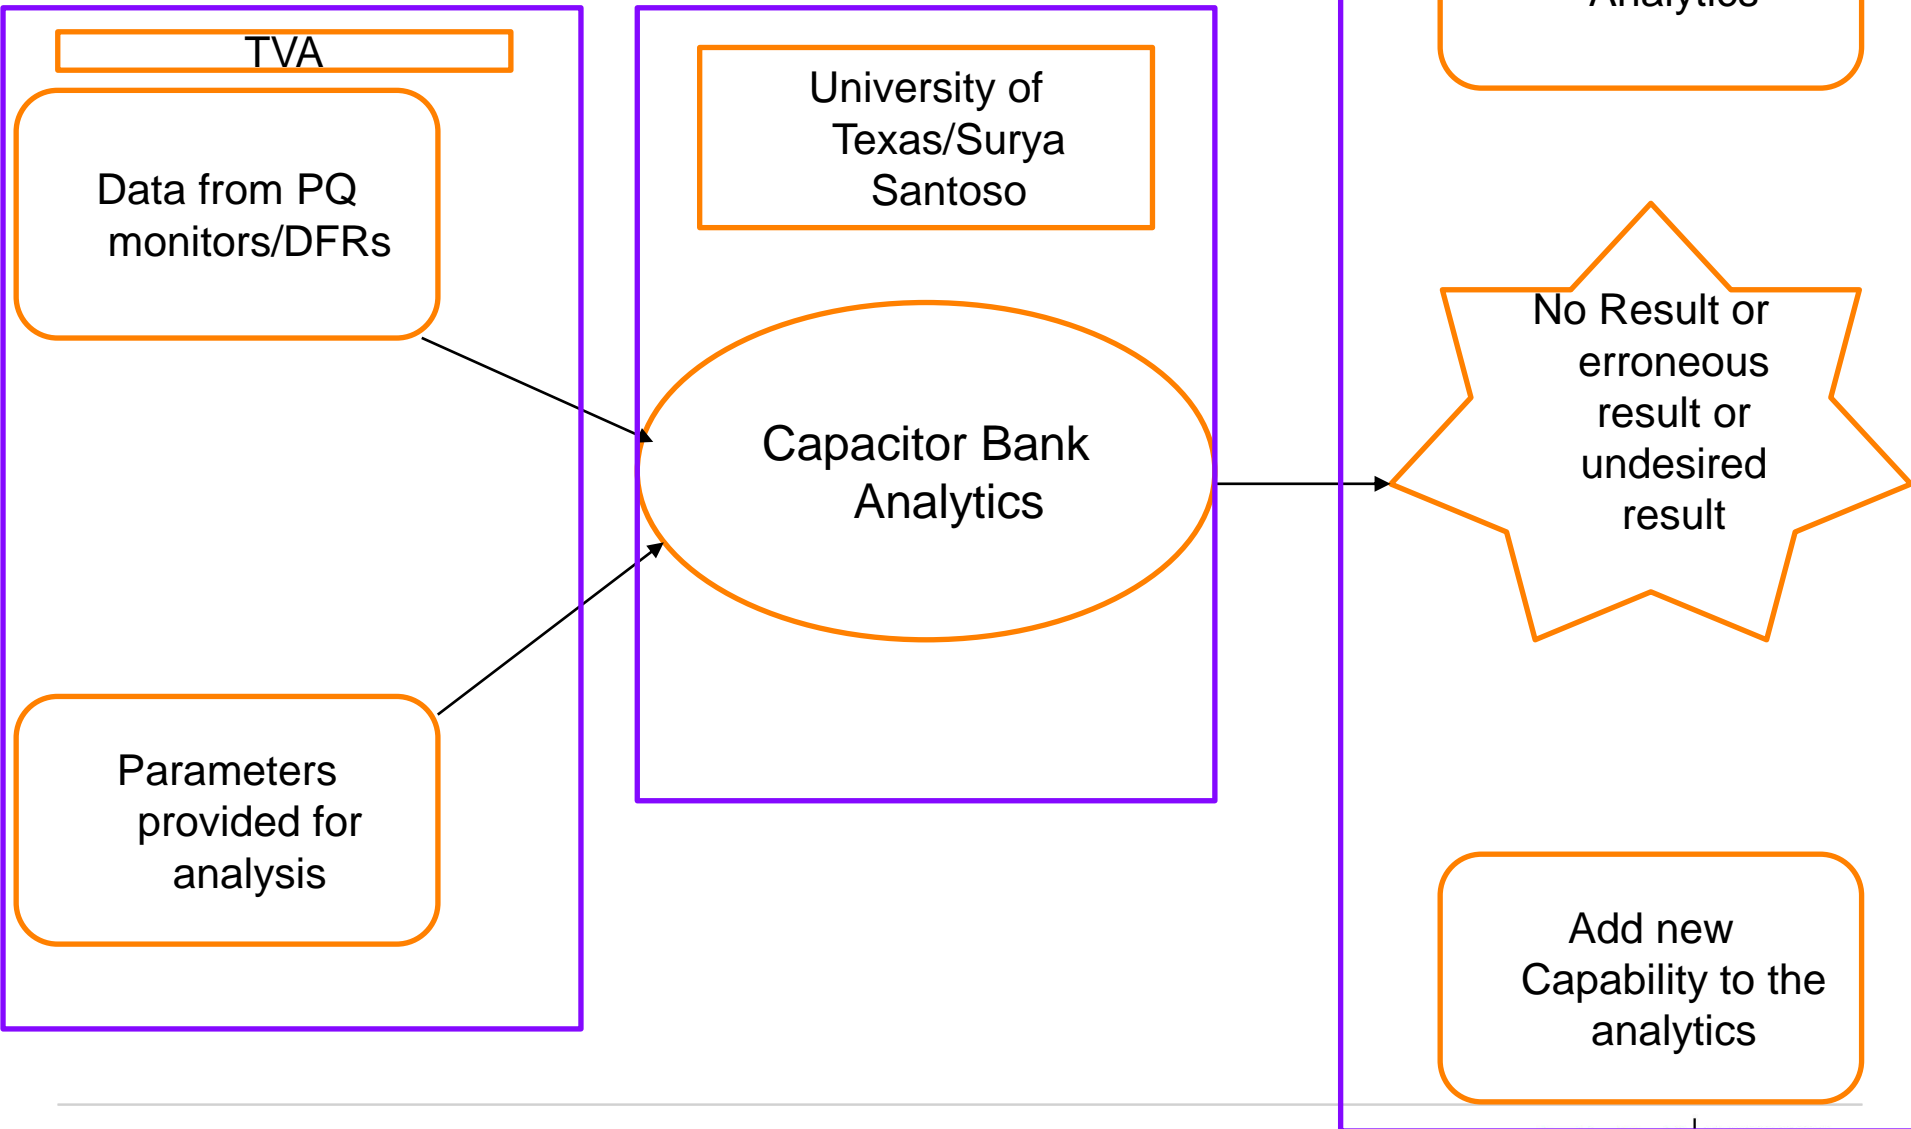 TVA
Data from PQ
monitors/DFRs
Parameters
provided for
analysis
University of
Texas/Surya
Santoso
Capacitor Bank
Analytics
Analytics
No Result or
erroneous
result or
undesired
result
Add new
Capability to the
analytics